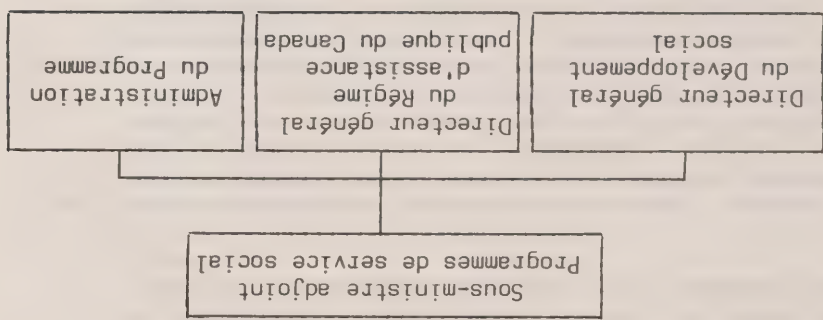 Sous-ministre adjoint
Programmes de service social
Directeur général
du Développement
social
Directeur général
du Régime
d'assistance
publique du Canada
Administration
du Programme